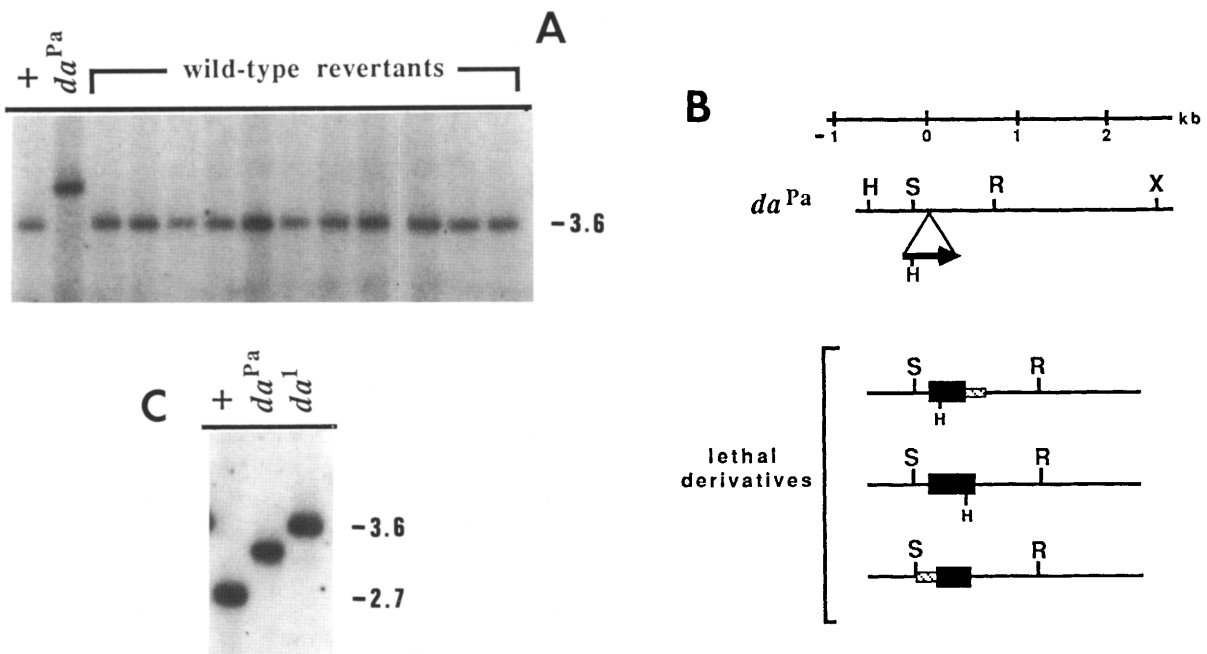 A
+
da Pa
wild-type revertants
-3.6
B
-1 0 1 2 kb
da Pa
H S R X
H
lethal derivatives
S R
H
S R
H
S R
C
+
da Pa
da 1
-3.6
-2.7